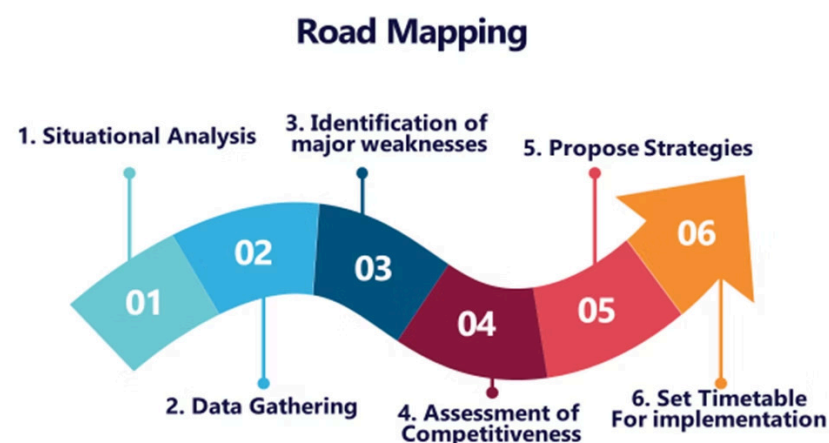 Road Mapping
1. Situational Analysis
3. Identification of
major weaknesses
5. Propose Strategies
01
02
03
04
05
06
2. Data Gathering
4. Assessment of
Competitiveness
6. Set Timetable
For implementation